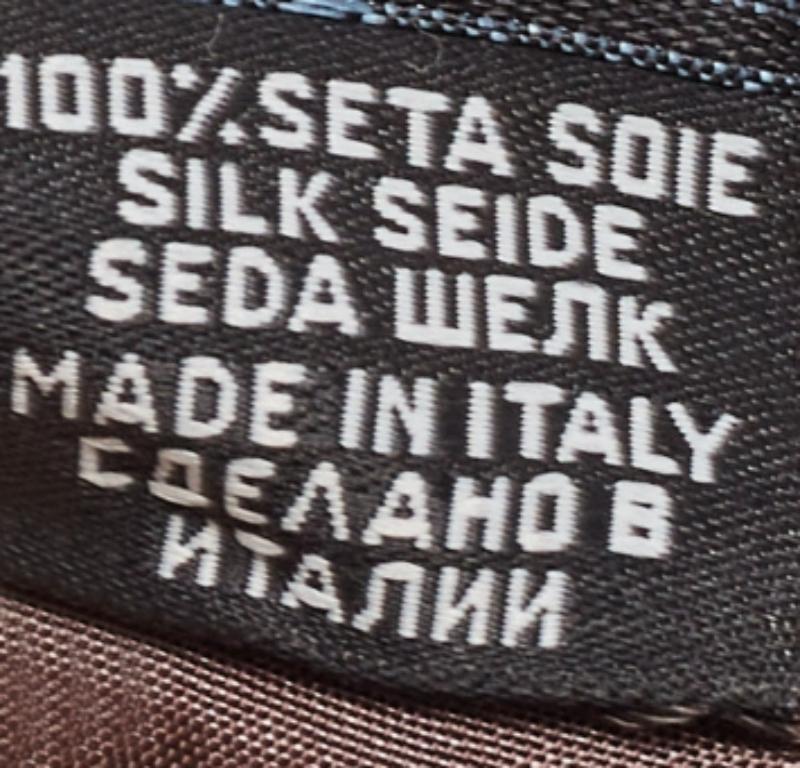 100% SETA SOIE
SILK SEIDE
SEDA ШЕЛК
MADE IN ITALY
СДЕЛАНО В
ИТАЛИИ